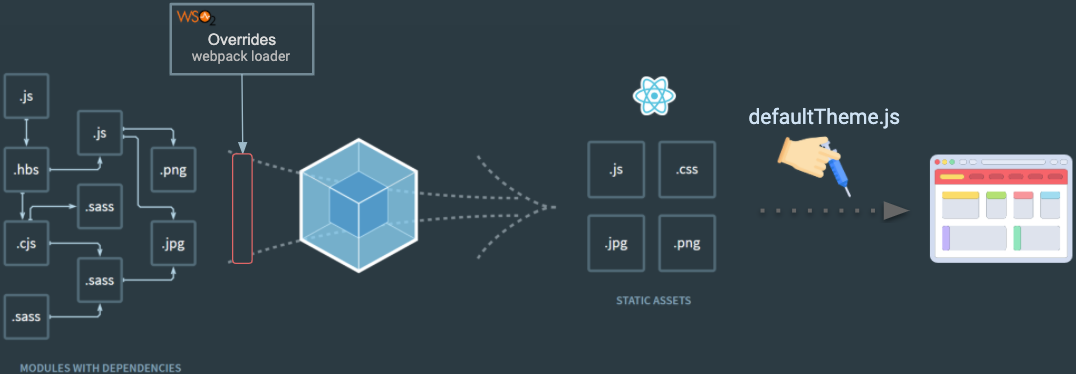 WSO2
Overrides
webpack loader
.js
.js
.hbs
.png
.sass
.cjs
.jpg
.sass
.sass
MODULES WITH DEPENDENCIES
.js
.css
.jpg
.png
STATIC ASSETS
defaultTheme.js